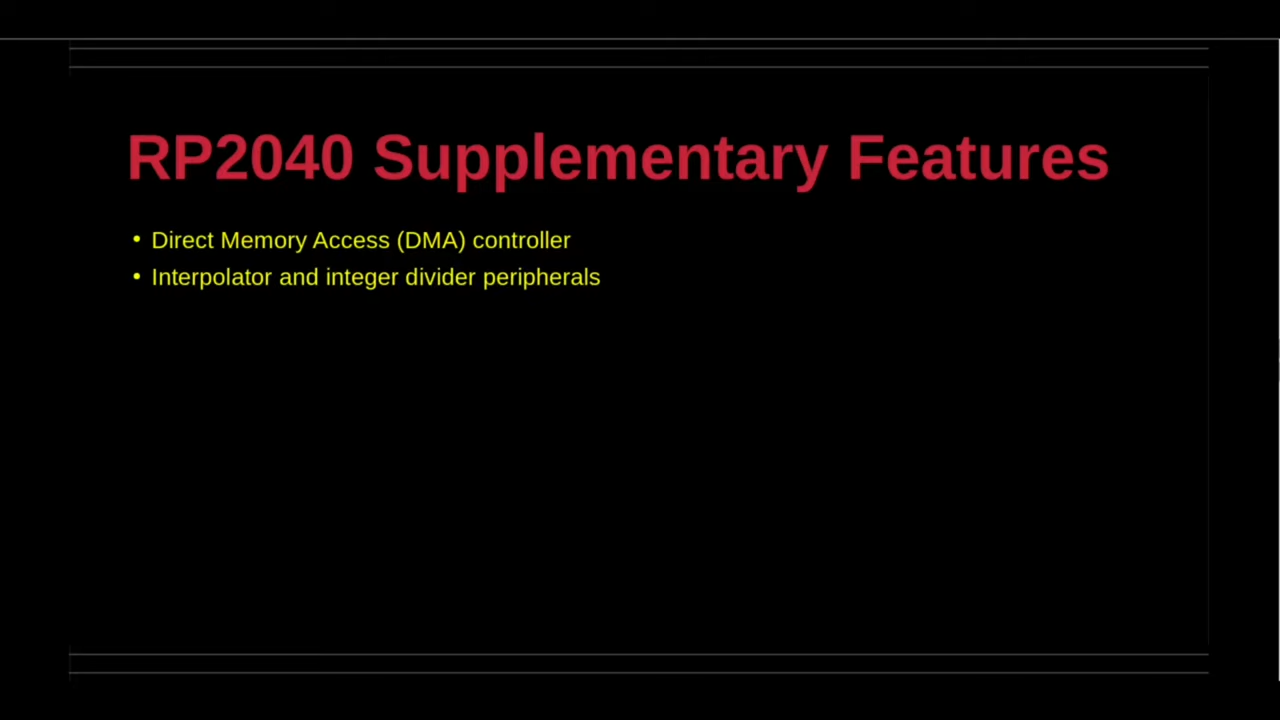 RP2040 Supplementary Features
• Direct Memory Access (DMA) controller
• Interpolator and integer divider peripherals